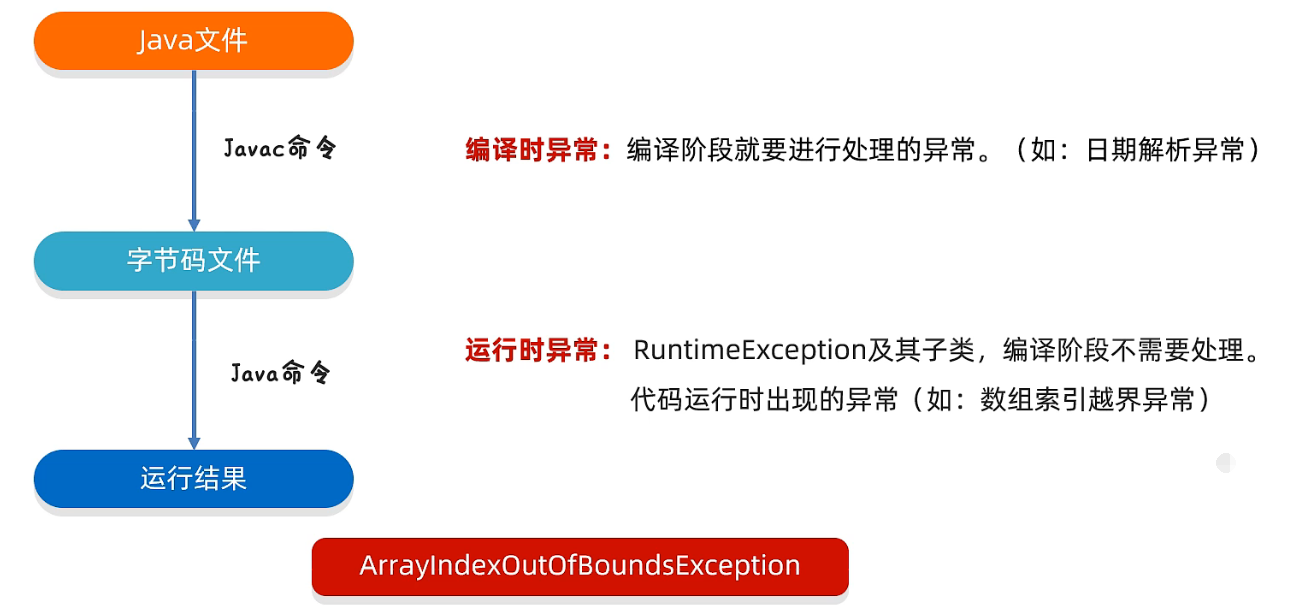 Java文件
Javac命令
编译时异常：编译阶段就要进行处理的异常。（如：日期解析异常）
字节码文件
运行时异常： RuntimeException及其子类，编译阶段不需要处理。
Java命令
代码运行时出现的异常（如：数组索引越界异常）
运行结果
ArrayIndexOutOfBoundsException